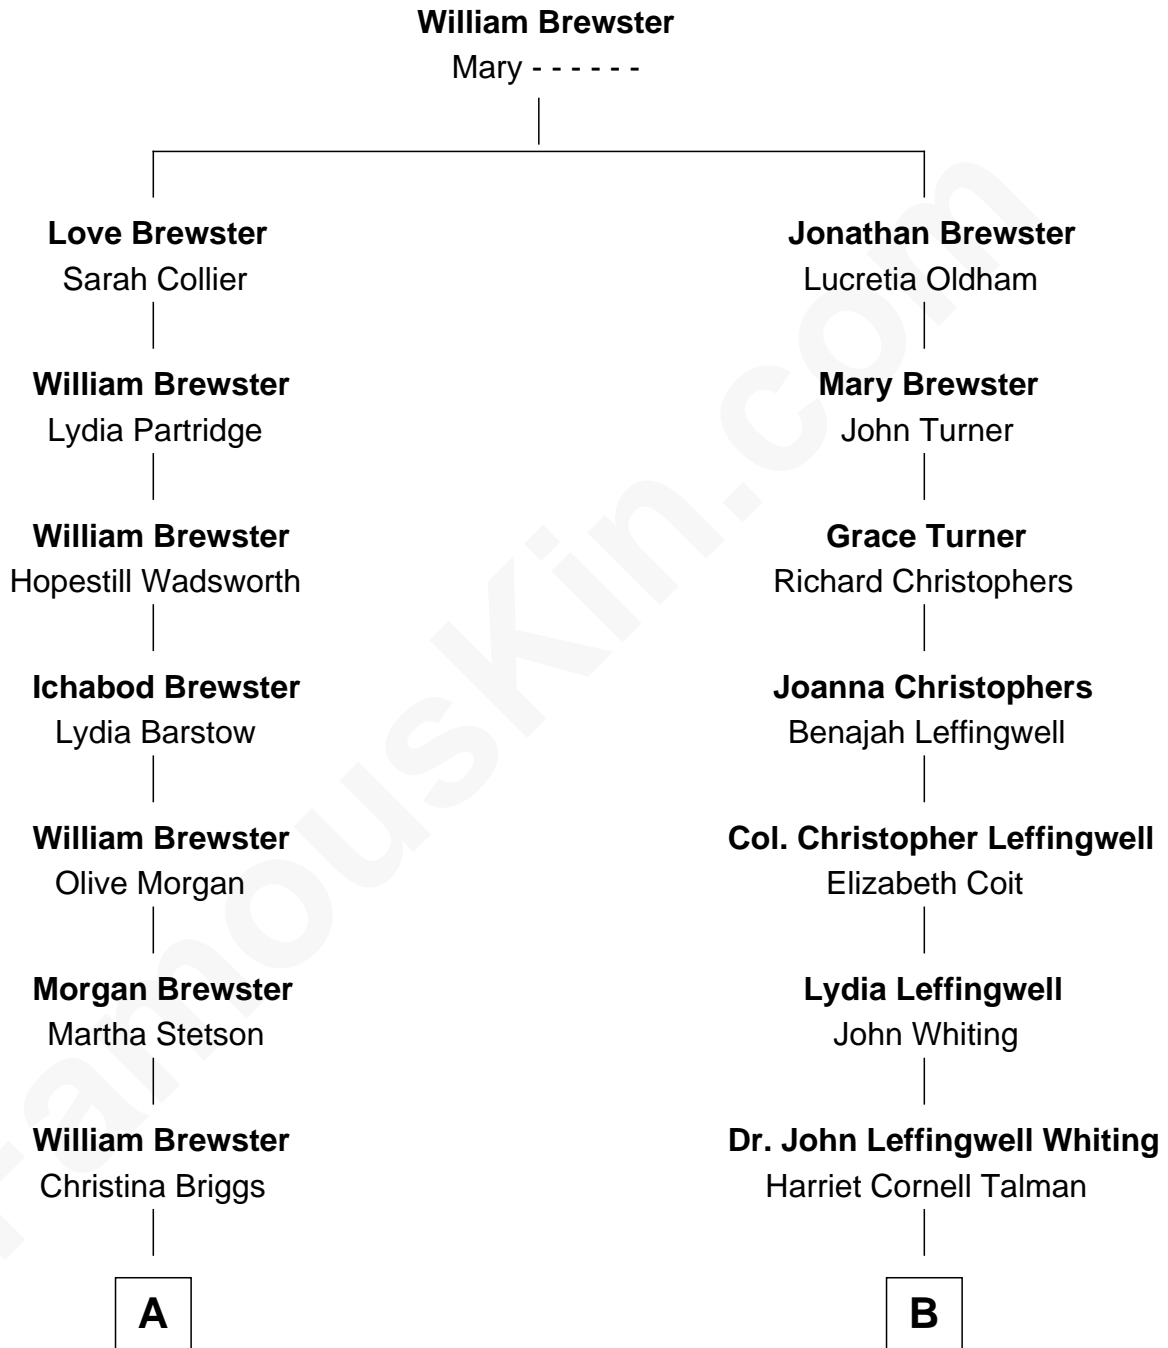 William Brewster
Mary - - - - - -
Love Brewster
Sarah Collier
William Brewster
Lydia Partridge
William Brewster
Hopestill Wadsworth
Ichabod Brewster
Lydia Barstow
William Brewster
Olive Morgan
Morgan Brewster
Martha Stetson
William Brewster
Christina Briggs
A
Jonathan Brewster
Lucretia Oldham
Mary Brewster
John Turner
Grace Turner
Richard Christophers
Joanna Christophers
Benajah Leffingwell
Col. Christopher Leffingwell
Elizabeth Coit
Lydia Leffingwell
John Whiting
Dr. John Leffingwell Whiting
Harriet Cornell Talman
B
FamousKin.com